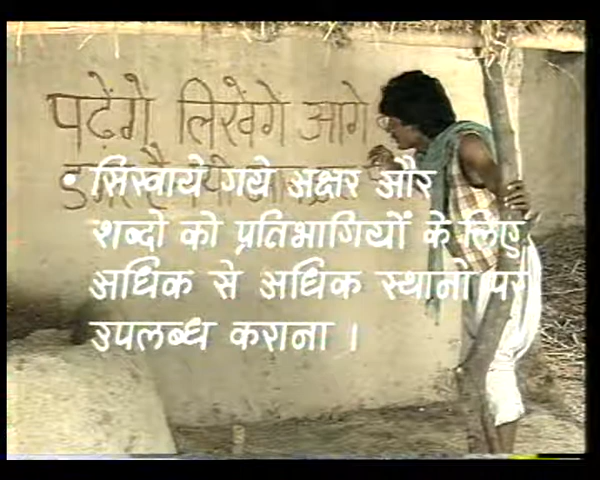 पढ़ेंगे लिखेंगे आगे
• सिखाये गये अक्षर और
शब्दो को प्रतिभागियों के लिए
अधिक से अधिक स्थानो पर
उपलब्ध कराना ।